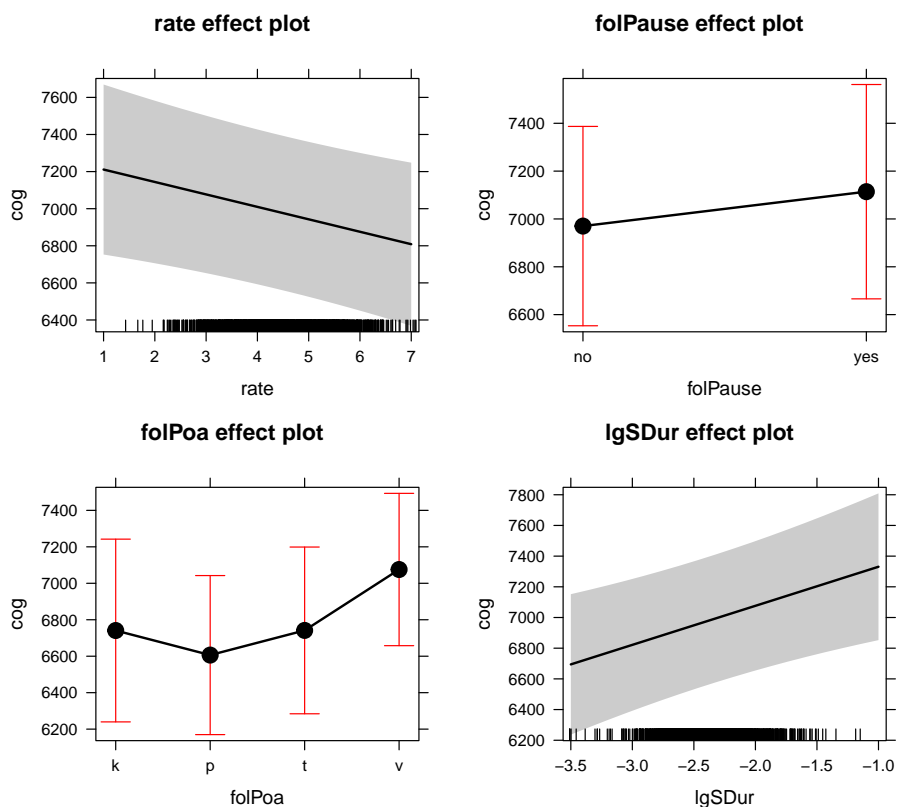 rate effect plot
cog
7600
7400
7200
7000
6800
6600
6400
1 2 3 4 5 6 7
rate
folPause effect plot
cog
7400
7200
7000
6800
6600
no yes
folPause
folPoa effect plot
cog
7400
7200
7000
6800
6600
6400
6200
k p t v
folPoa
lgSDur effect plot
cog
7800
7600
7400
7200
7000
6800
6600
6400
6200
−3.5 −3.0 −2.5 −2.0 −1.5 −1.0
lgSDur